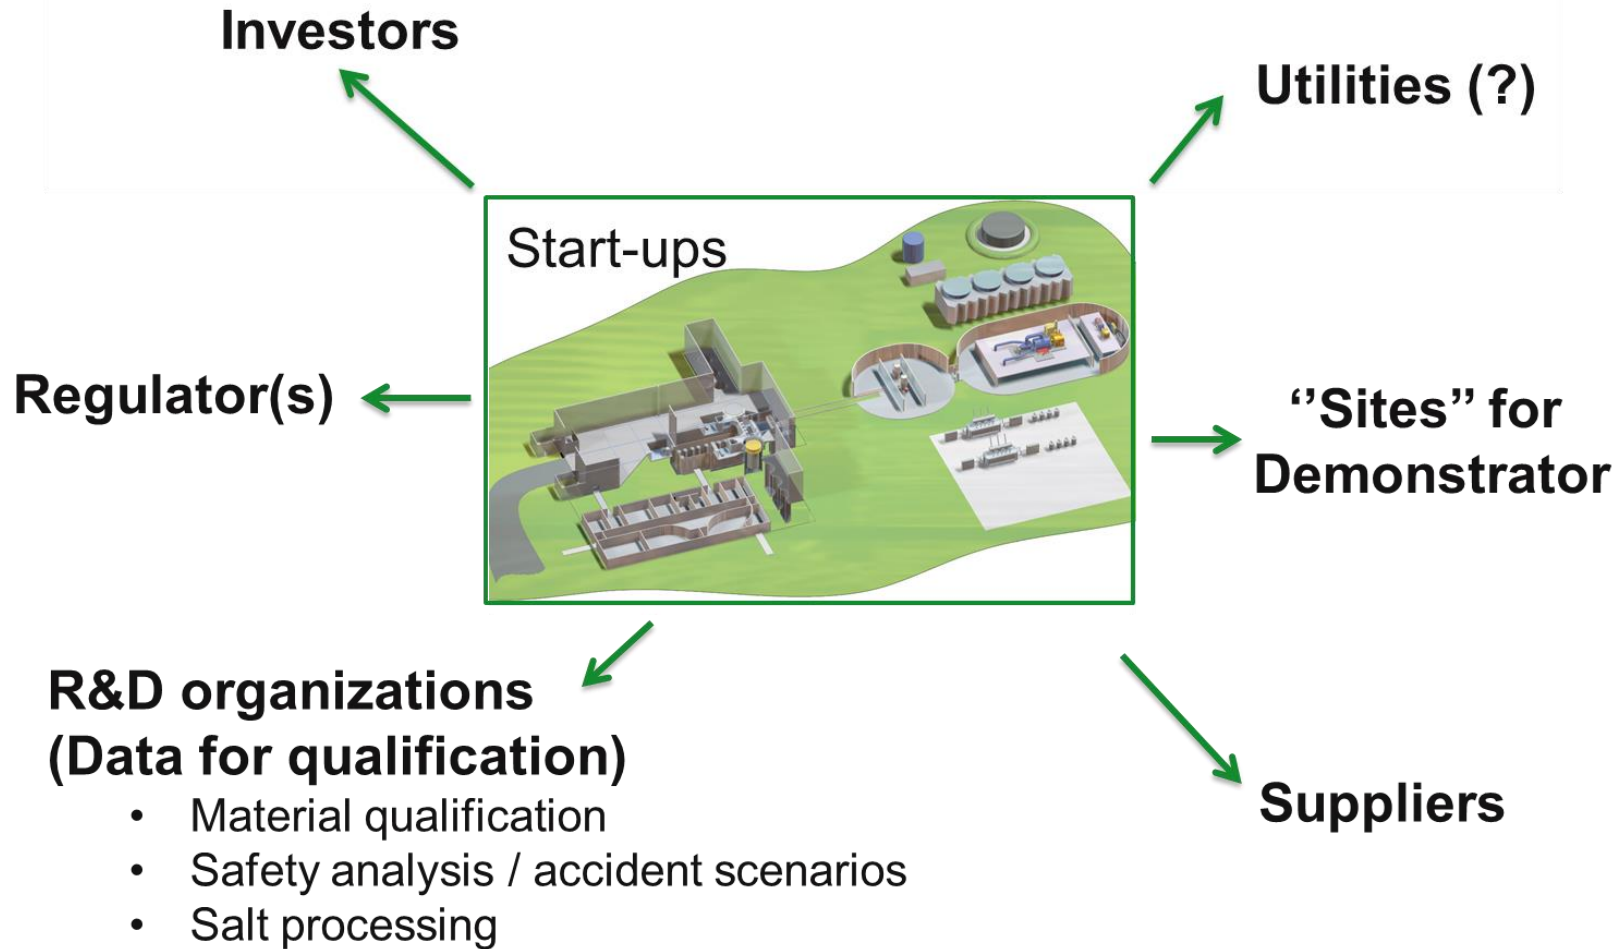 Investors
Utilities (?)
Start-ups
Regulator(s)
‘’Sites’’ for
Demonstrator
R&D organizations
(Data for qualification)
• Material qualification
• Safety analysis / accident scenarios
• Salt processing
Suppliers